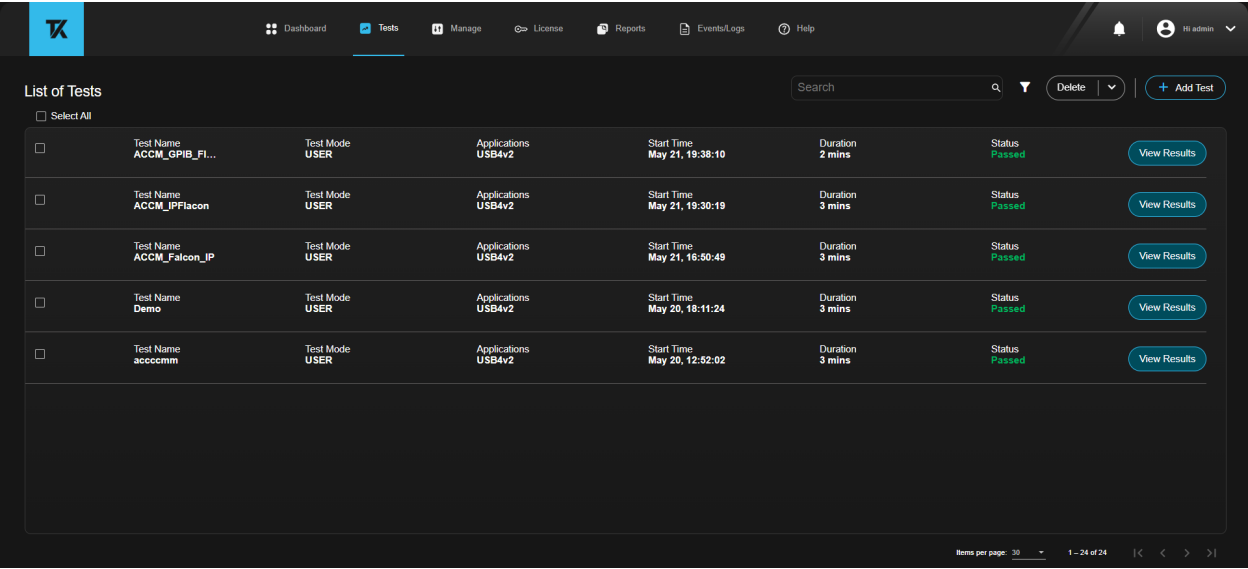 TK
Dashboard Tests Manage License Reports Events/Logs Help Hi admin
List of Tests Search Delete + Add Test
Select All
Test Name Test Mode Applications Start Time Duration Status
ACCM_GPIB_Fl... USER USB4v2 May 21, 19:38:10 2 mins Passed View Results
Test Name Test Mode Applications Start Time Duration Status
ACCM_IPFlacon USER USB4v2 May 21, 19:30:19 3 mins Passed View Results
Test Name Test Mode Applications Start Time Duration Status
ACCM_Falcon_IP USER USB4v2 May 21, 16:50:49 3 mins Passed View Results
Test Name Test Mode Applications Start Time Duration Status
Demo USER USB4v2 May 20, 18:11:24 3 mins Passed View Results
Test Name Test Mode Applications Start Time Duration Status
accccmm USER USB4v2 May 20, 12:52:02 3 mins Passed View Results
Items per page: 30 1 – 24 of 24